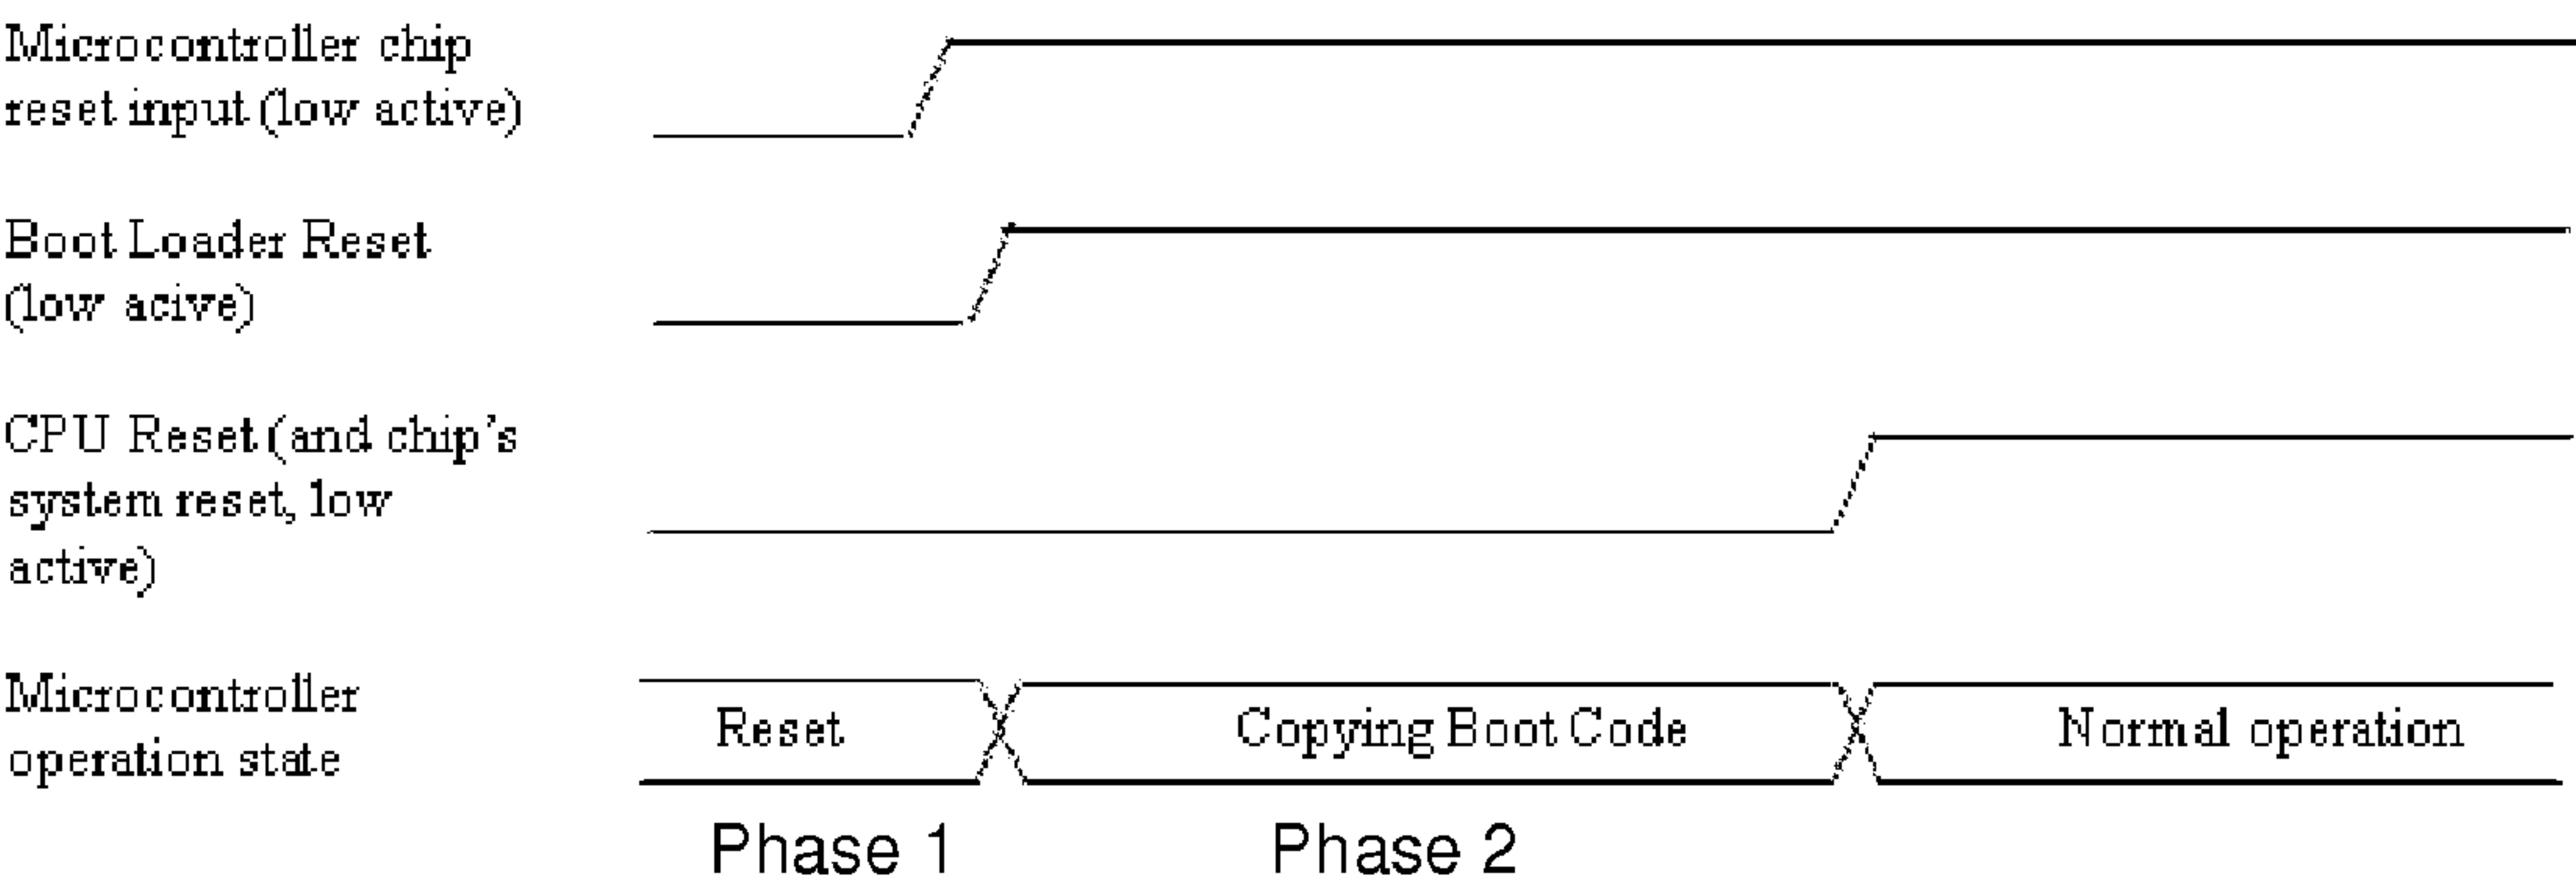 Microcontroller chip
reset input (low active)
Boot Loader Reset
(low acive)
CPU Reset (and chip's
system reset, low
active)
Microcontroller
operation state
Reset
Copying Boot Code
Normal operation
Phase 1
Phase 2